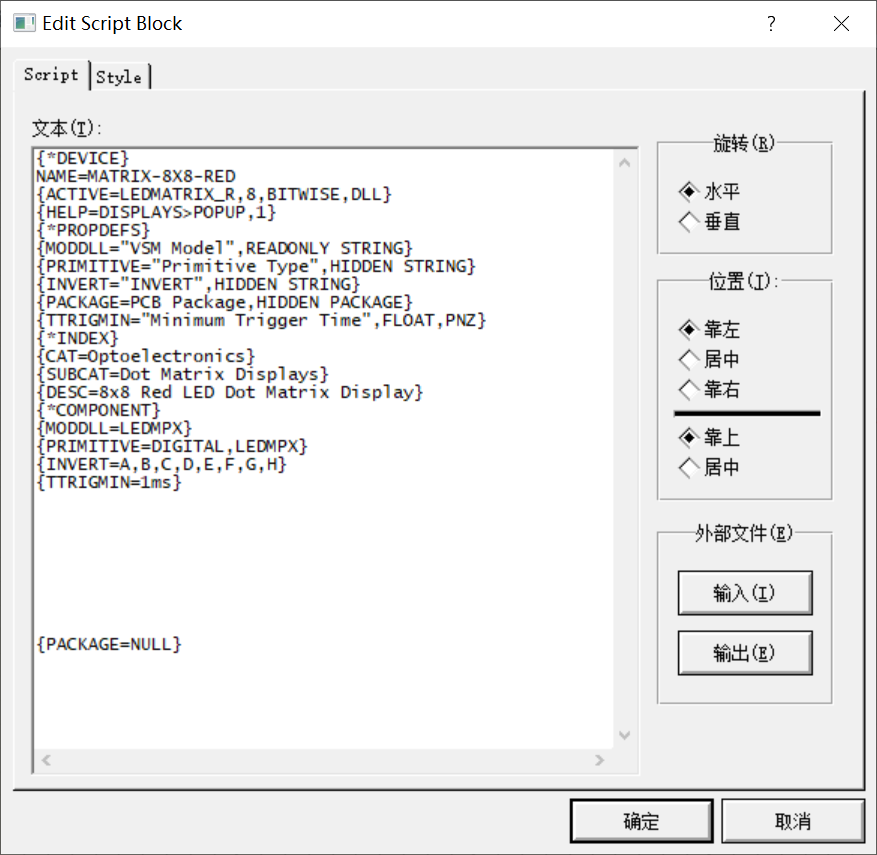 Edit Script Block
?
Script
Style
文本(T):
{*DEVICE}
NAME=MATRIX-8X8-RED
{ACTIVE=LEDMATRIX_R,8,BITWISE,DLL}
{HELP=DISPLAYS>POPUP,1}
{*PROPDEFS}
{MODDLL="VSM Model",READONLY STRING}
{PRIMITIVE="Primitive Type",HIDDEN STRING}
{INVERT="INVERT",HIDDEN STRING}
{PACKAGE=PCB Package,HIDDEN PACKAGE}
{TTRIGMIN="Minimum Trigger Time",FLOAT,PNZ}
{*INDEX}
{CAT=Optoelectronics}
{SUBCAT=Dot Matrix Displays}
{DESC=8x8 Red LED Dot Matrix Display}
{*COMPONENT}
{MODDLL=LEDMPX}
{PRIMITIVE=DIGITAL,LEDMPX}
{INVERT=A,B,C,D,E,F,G,H}
{TTRIGMIN=1ms}
{PACKAGE=NULL}
旋转(R)
水平
垂直
位置(J):
靠左
居中
靠右
靠上
居中
外部文件(E)
输入(I)
输出(E)
确定
取消